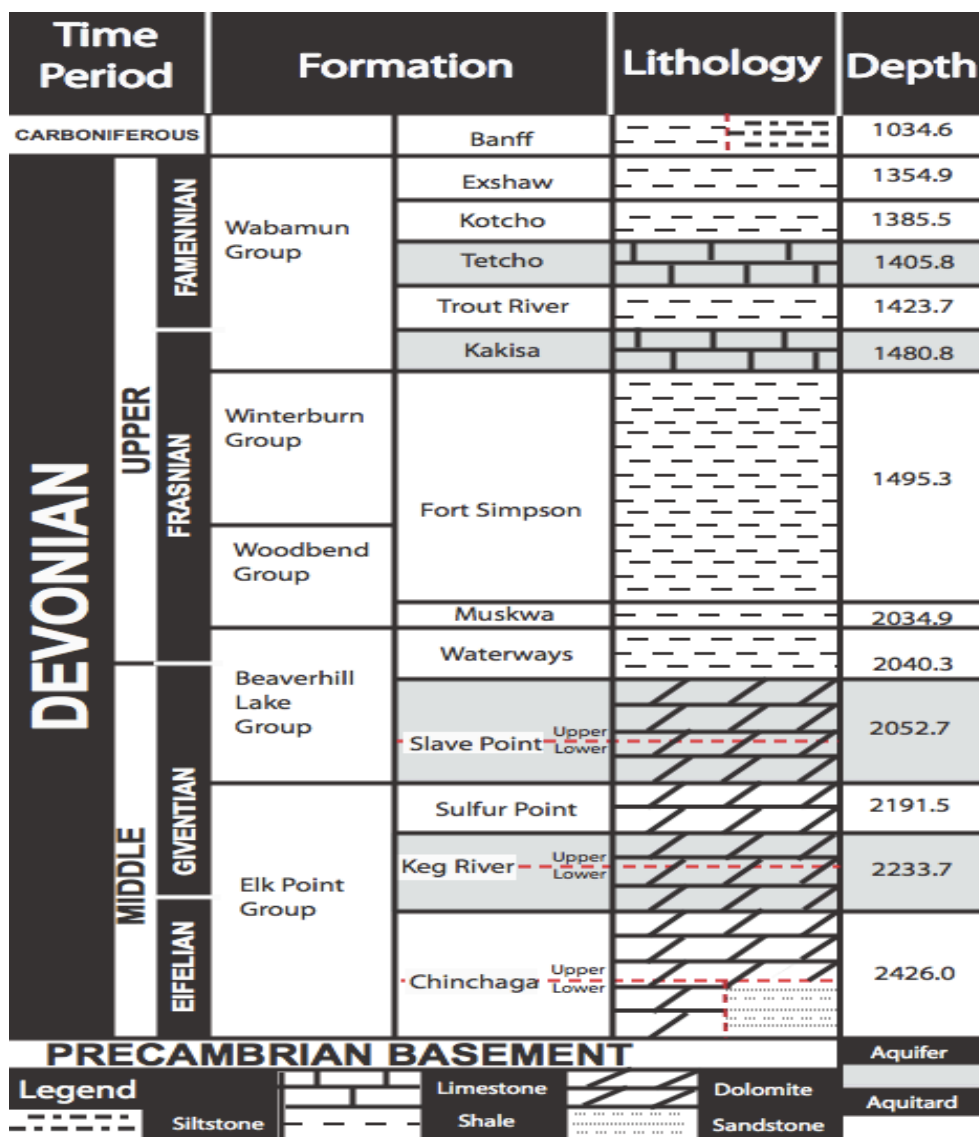 Time Period
Formation
Lithology
Depth
CARBONIFEROUS
Banff
1034.6
DEVONIAN
UPPER
FAMENNIAN
Wabamun
Group
Exshaw
1354.9
Kotcho
1385.5
Tetcho
1405.8
Trout River
1423.7
FRASNIAN
Kakisa
1480.8
Winterburn
Group
Fort Simpson
1495.3
Woodbend
Group
Muskwa
2034.9
Beaverhill
Lake
Group
Waterways
2040.3
MIDDLE
GIVENTIAN
Slave Point
Upper
Lower
2052.7
Elk Point
Group
Sulfur Point
2191.5
Keg River
Upper
Lower
2233.7
EIFELIAN
Chinchaga
Upper
Lower
2426.0
PRECAMBRIAN BASEMENT
Aquifer
Aquitard
Legend
Siltstone
Limestone
Shale
Dolomite
Sandstone